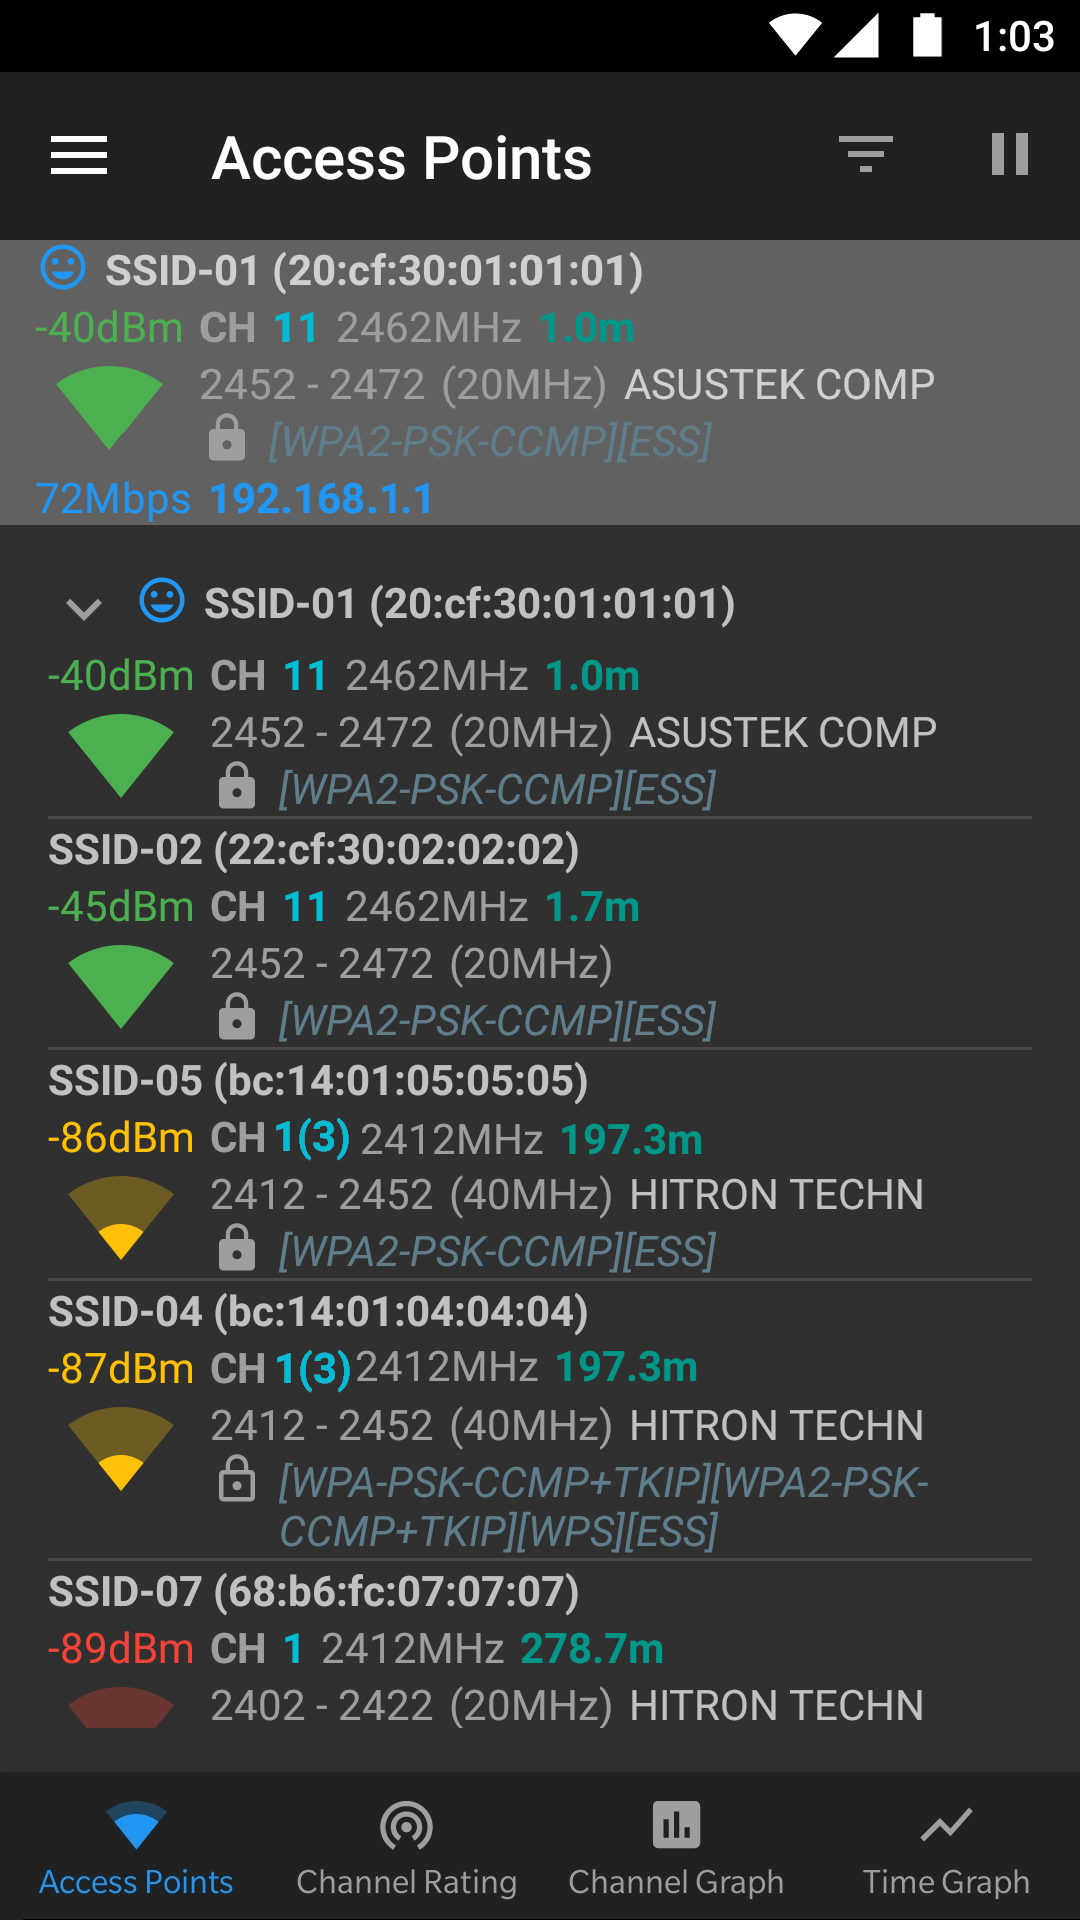 1:03
Access Points
SSID-01 (20:cf:30:01:01:01)
-40dBm CH 11 2462MHz 1.0m
2452 - 2472 (20MHz) ASUSTEK COMP
[WPA2-PSK-CCMP][ESS]
72Mbps 192.168.1.1
SSID-01 (20:cf:30:01:01:01)
-40dBm CH 11 2462MHz 1.0m
2452 - 2472 (20MHz) ASUSTEK COMP
[WPA2-PSK-CCMP][ESS]
SSID-02 (22:cf:30:02:02:02)
-45dBm CH 11 2462MHz 1.7m
2452 - 2472 (20MHz)
[WPA2-PSK-CCMP][ESS]
SSID-05 (bc:14:01:05:05:05)
-86dBm CH 1(3) 2412MHz 197.3m
2412 - 2452 (40MHz) HITRON TECHN
[WPA2-PSK-CCMP][ESS]
SSID-04 (bc:14:01:04:04:04)
-87dBm CH 1(3) 2412MHz 197.3m
2412 - 2452 (40MHz) HITRON TECHN
[WPA-PSK-CCMP+TKIP][WPA2-PSK-
CCMP+TKIP][WPS][ESS]
SSID-07 (68:b6:fc:07:07:07)
-89dBm CH 1 2412MHz 278.7m
2402 - 2422 (20MHz) HITRON TECHN
Access Points Channel Rating Channel Graph Time Graph